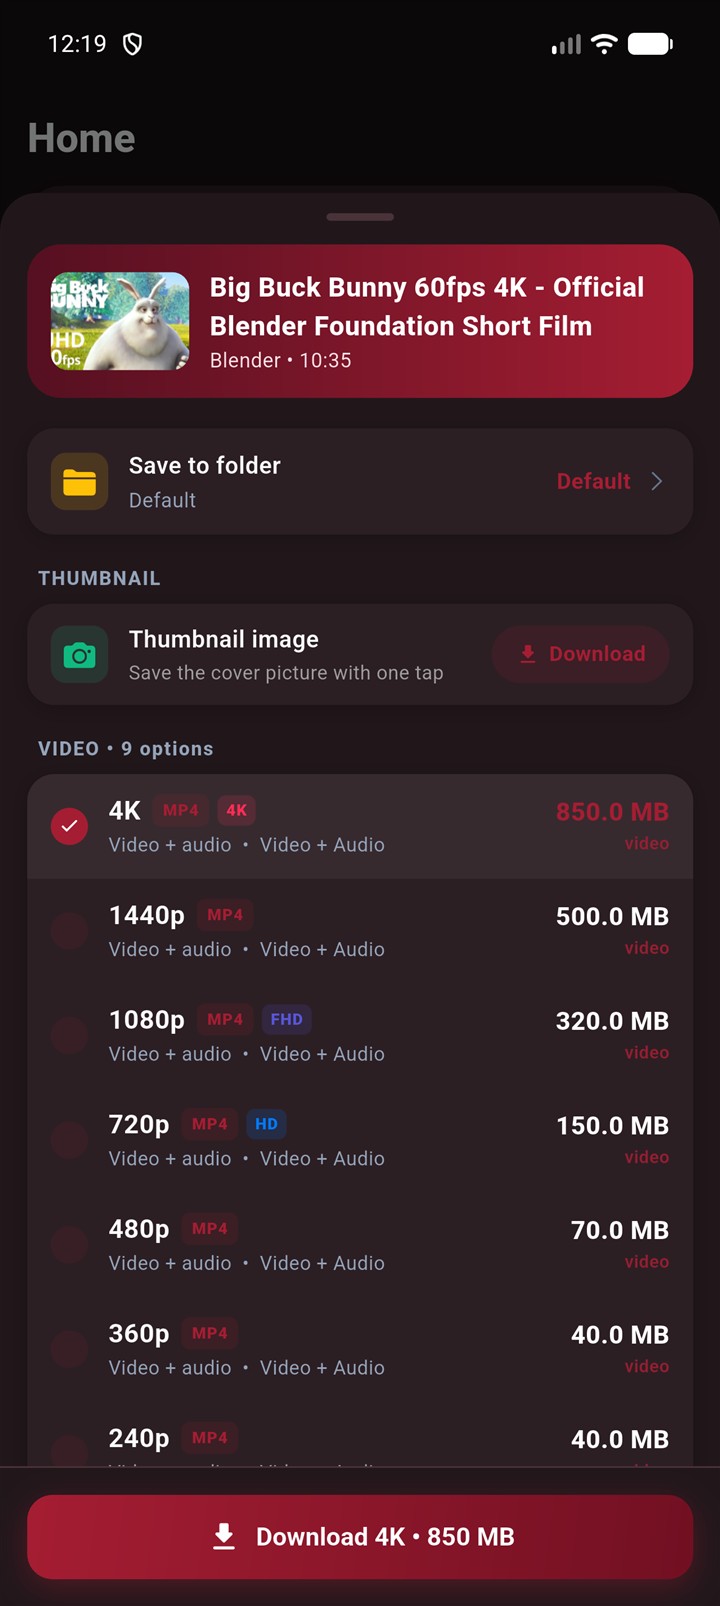 12:19
Home
Big Buck
BUNNY
UHD
60fps
Big Buck Bunny 60fps 4K - Official
Blender Foundation Short Film
Blender • 10:35
Save to folder
Default
Default
THUMBNAIL
Thumbnail image
Save the cover picture with one tap
Download
VIDEO • 9 options
4K MP4 4K 850.0 MB
Video + audio • Video + Audio video
1440p MP4 500.0 MB
Video + audio • Video + Audio video
1080p MP4 FHD 320.0 MB
Video + audio • Video + Audio video
720p MP4 HD 150.0 MB
Video + audio • Video + Audio video
480p MP4 70.0 MB
Video + audio • Video + Audio video
360p MP4 40.0 MB
Video + audio • Video + Audio video
240p MP4 40.0 MB
Download 4K • 850 MB